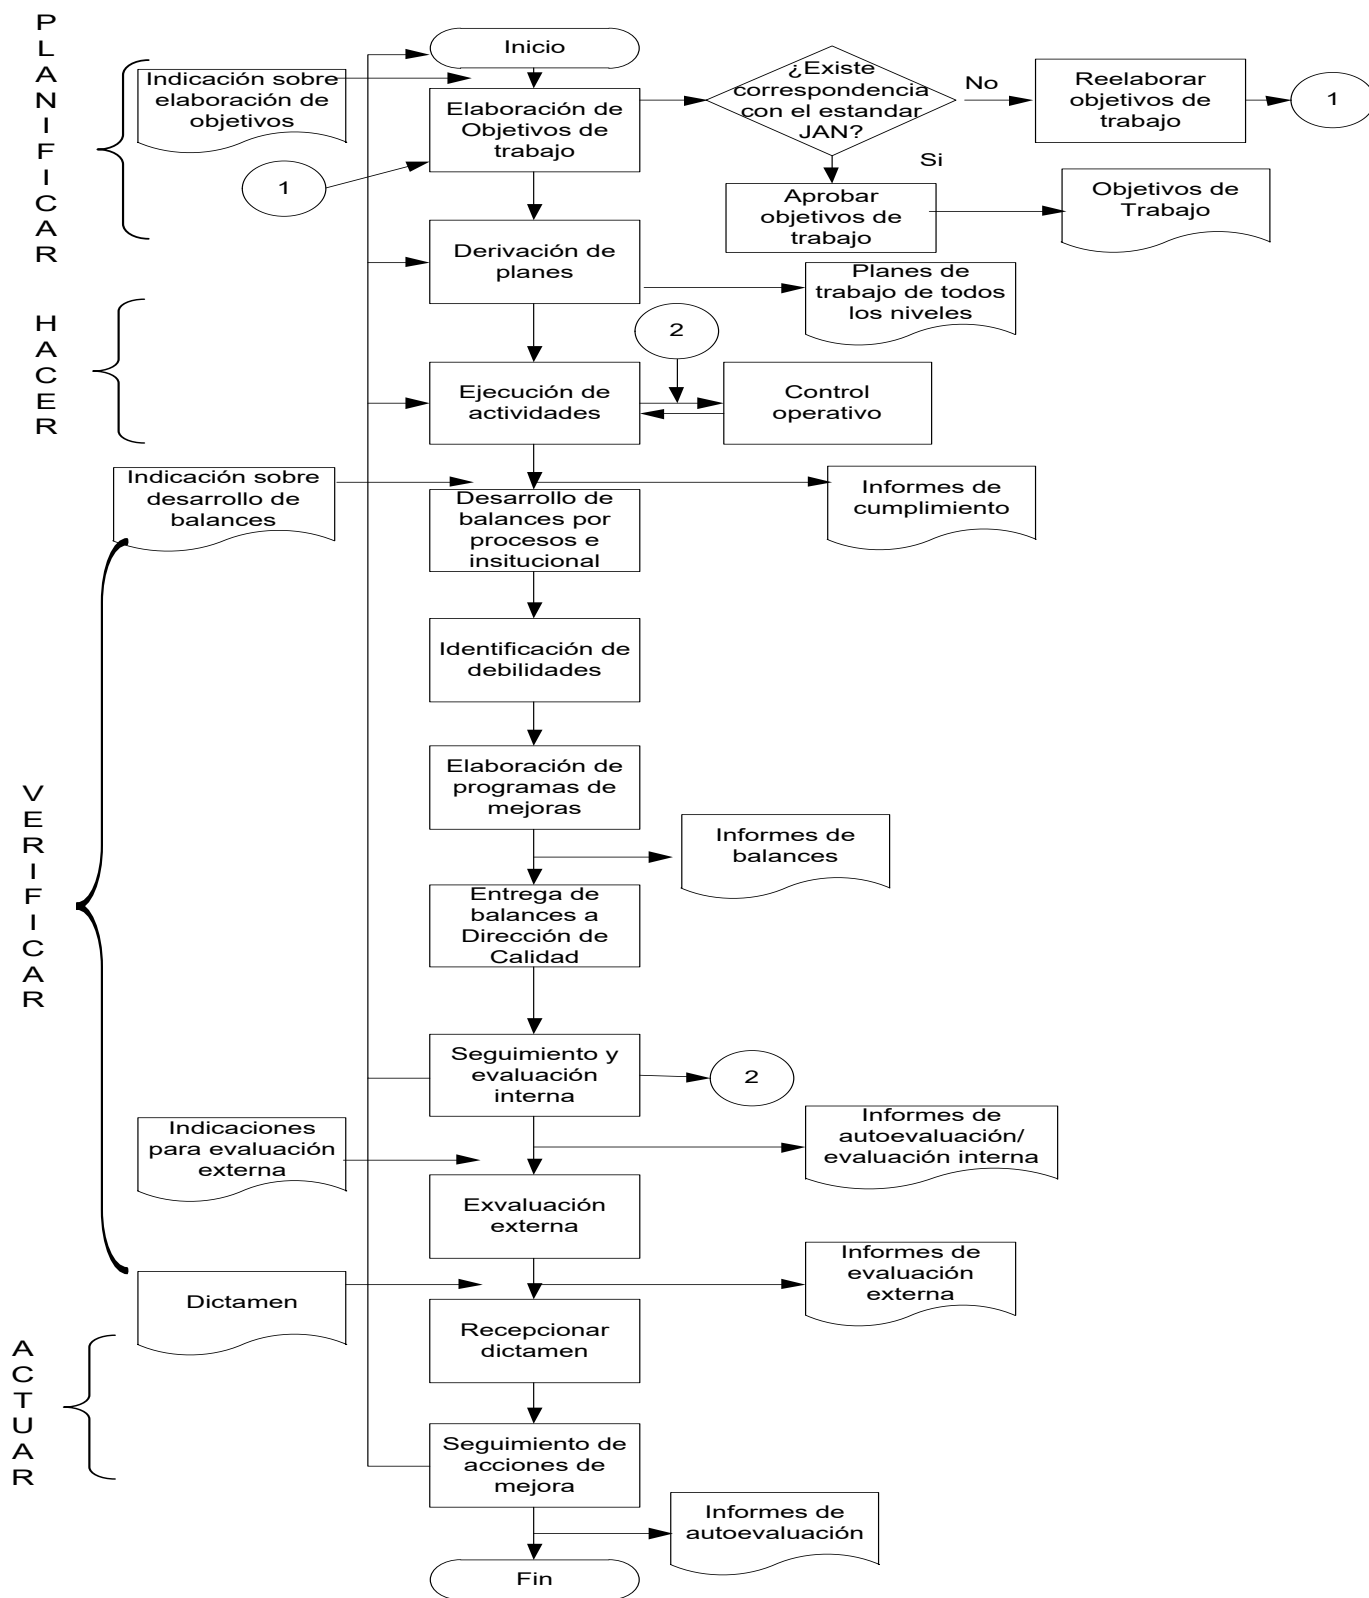 PLANIFICAR
Inicio
Indicación sobre
elaboración de
objetivos
Elaboración de
Objetivos de
trabajo
¿Existe
correspondencia
con el estandar
JAN?
No
Reelaborar
objetivos de
trabajo
1
1
Si
Aprobar
objetivos de
trabajo
Objetivos de
Trabajo
Derivación de
planes
Planes de
trabajo de todos
los niveles
HACER
2
Ejecución de
actividades
Control
operativo
Indicación sobre
desarrollo de
balances
Desarrollo de
balances por
procesos e
insitucional
Informes de
cumplimiento
VERIFICAR
Identificación de
debilidades
Elaboración de
programas de
mejoras
Informes de
balances
Entrega de
balances a
Dirección de
Calidad
Seguimiento y
evaluación
interna
2
Indicaciones
para evaluación
externa
Informes de
autoevaluación/
evaluación interna
Exvaluación
externa
Dictamen
Informes de
evaluación
externa
ACTUAR
Recepcionar
dictamen
Seguimiento de
acciones de
mejora
Informes de
autoevaluación
Fin